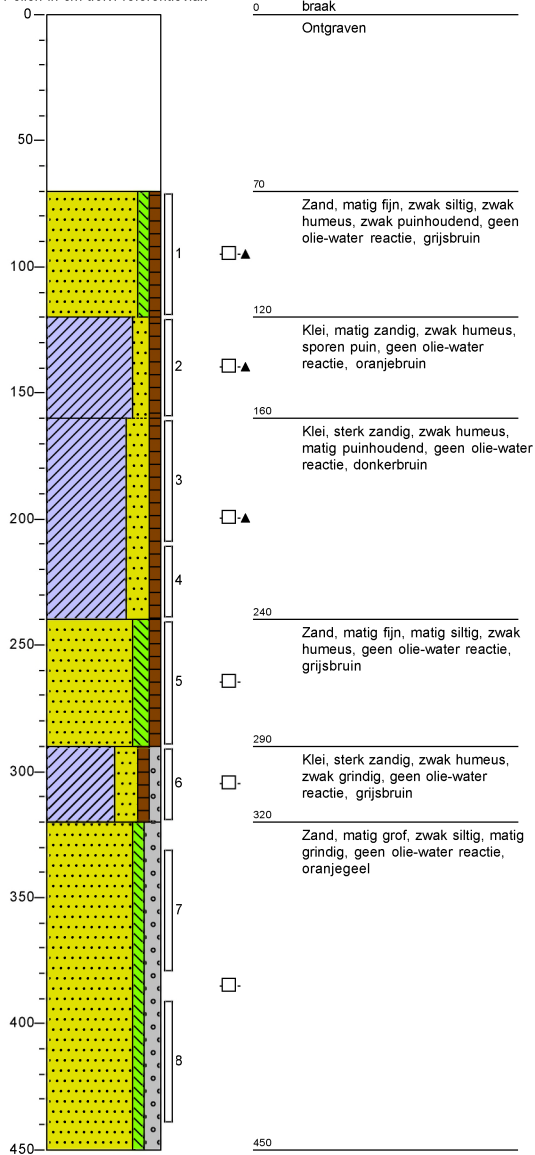 0
50
100
150
200
250
300
350
400
450
1
2
3
4
5
6
7
8
0 braak
Ontgraven
70
Zand, matig fijn, zwak siltig, zwak
humeus, zwak puinhoudend, geen
olie-water reactie, grijsbruin
120
Klei, matig zandig, zwak humeus,
sporen puin, geen olie-water
reactie, oranjebruin
160
Klei, sterk zandig, zwak humeus,
matig puinhoudend, geen olie-water
reactie, donkerbruin
240
Zand, matig fijn, matig siltig, zwak
humeus, geen olie-water reactie,
grijsbruin
290
Klei, sterk zandig, zwak humeus,
zwak grindig, geen olie-water
reactie, grijsbruin
320
Zand, matig grof, zwak siltig, matig
grindig, geen olie-water reactie,
oranjegeel
450